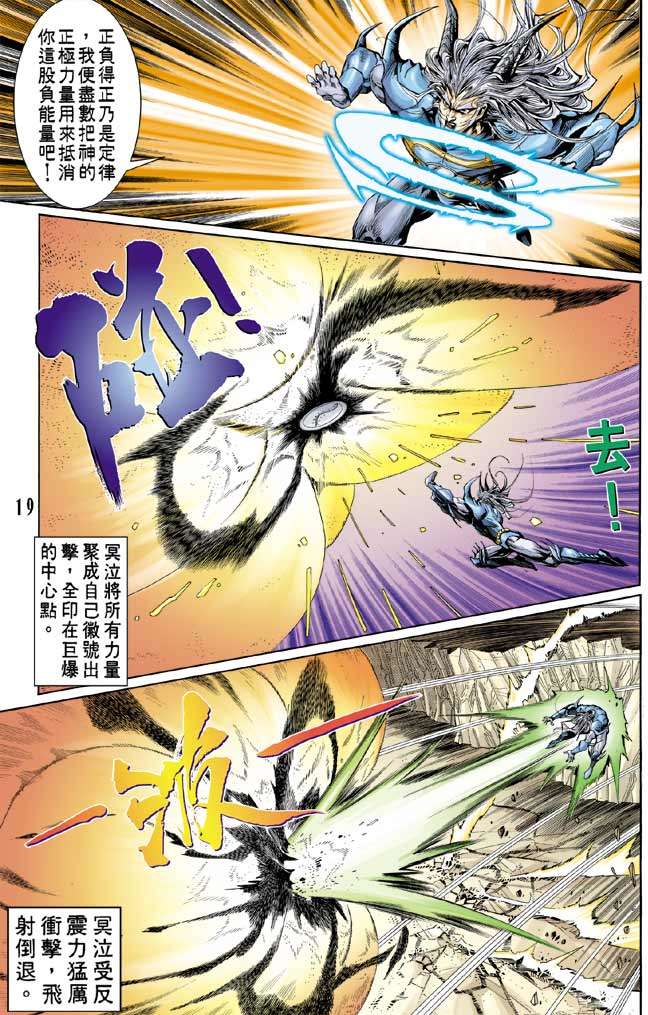 正負得正乃是定律
，我便盡數把神的
正極力量用來抵消
你這股負能量吧！
去！
19
冥泣將所有力量
聚成自己徽號出
擊，全印在巨爆
的中心點。
冥泣受反
震力猛厲
衝擊，飛
射倒退。